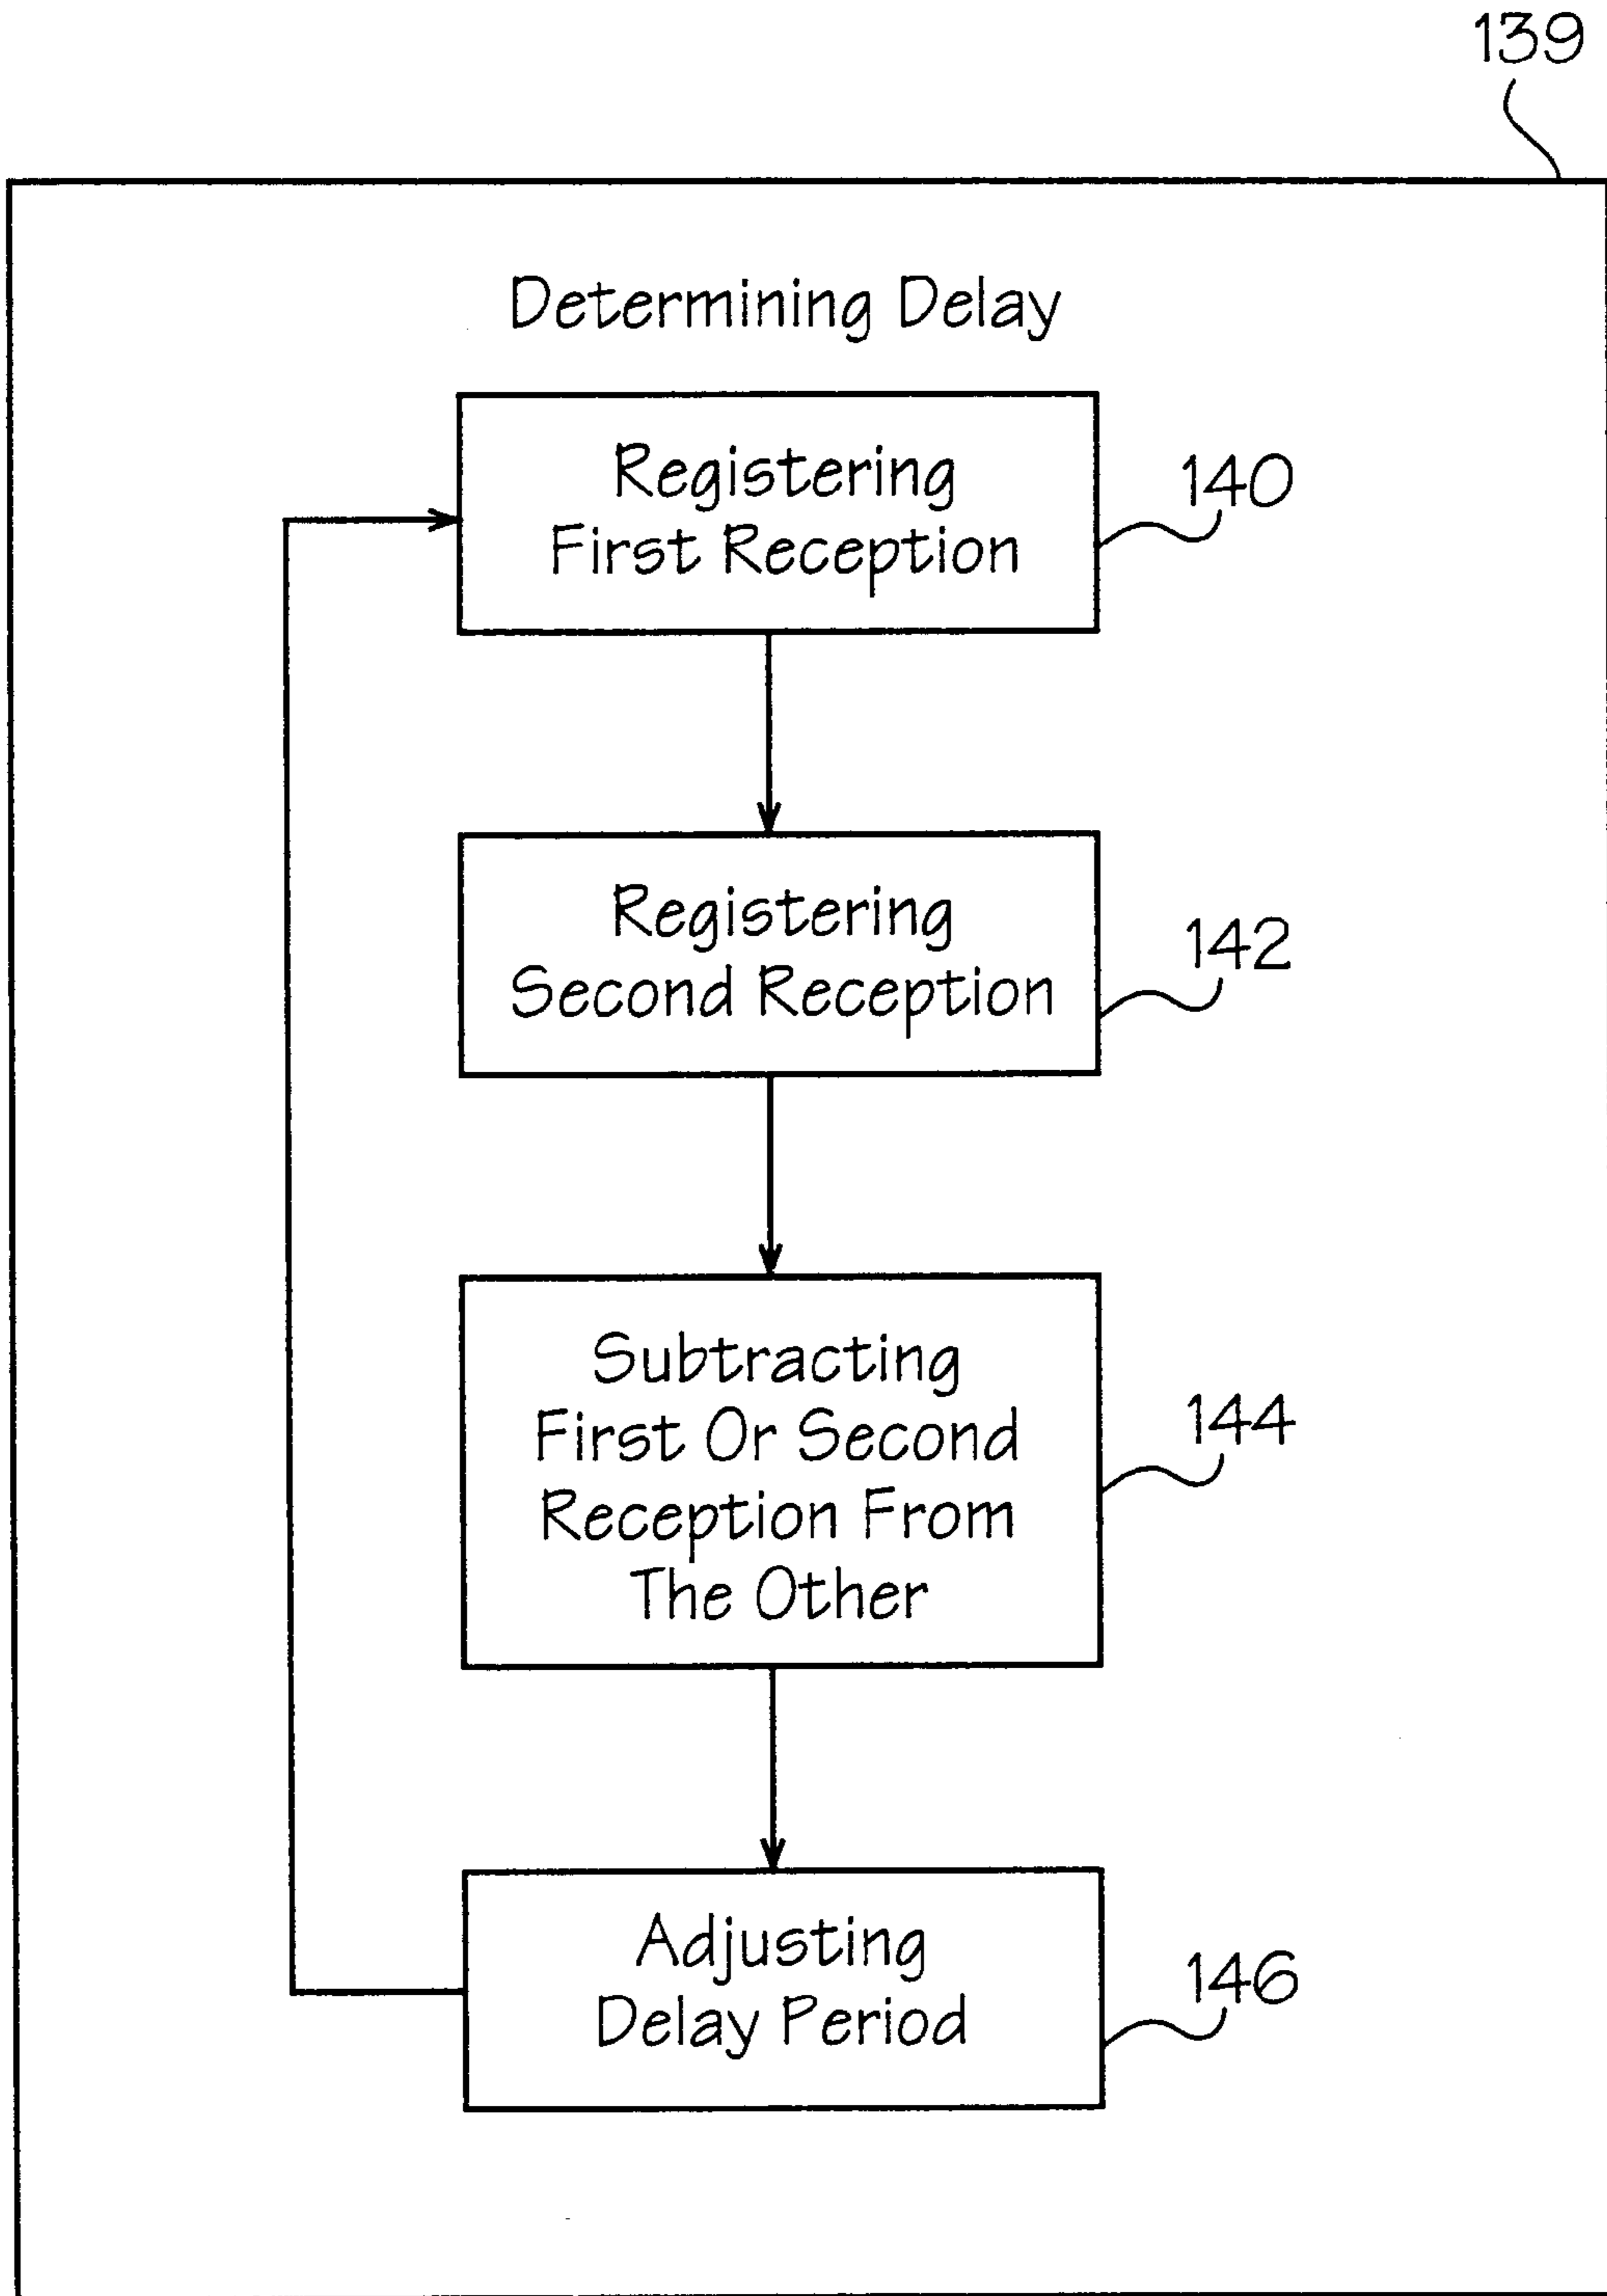 139
Determining Delay
Registering
First Reception
140
Registering
Second Reception
142
Subtracting
First Or Second
Reception From
The Other
144
Adjusting
Delay Period
146